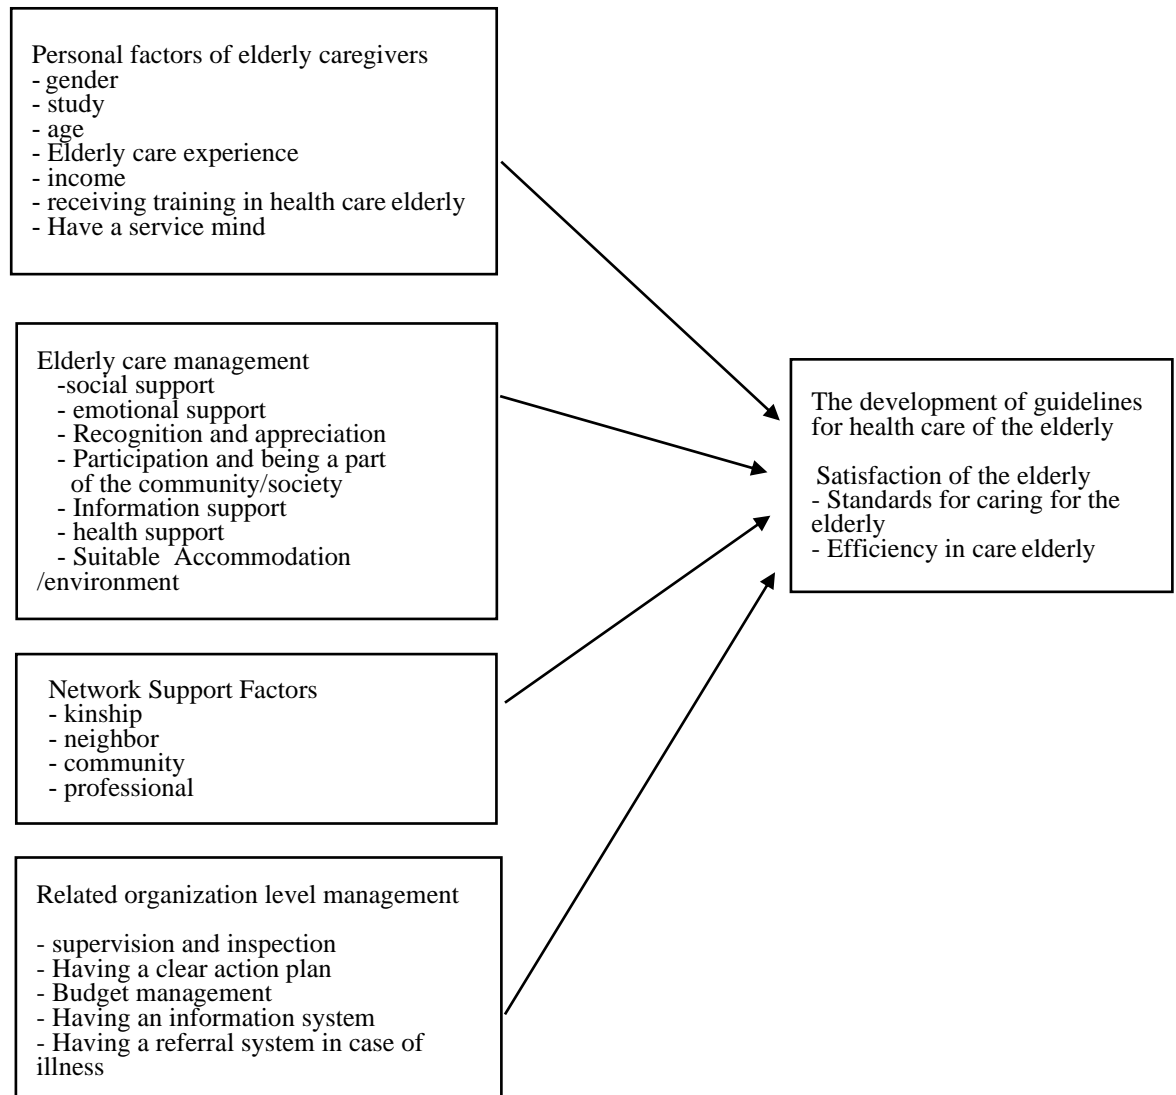 Personal factors of elderly caregivers
- gender
- study
- age
- Elderly care experience
- income
- receiving training in health care elderly
- Have a service mind
Elderly care management
-social support
- emotional support
- Recognition and appreciation
- Participation and being a part
of the community/society
- Information support
- health support
- Suitable Accommodation
/environment
Network Support Factors
- kinship
- neighbor
- community
- professional
Related organization level management
- supervision and inspection
- Having a clear action plan
- Budget management
- Having an information system
- Having a referral system in case of
illness
The development of guidelines
for health care of the elderly
Satisfaction of the elderly
- Standards for caring for the
elderly
- Efficiency in care elderly